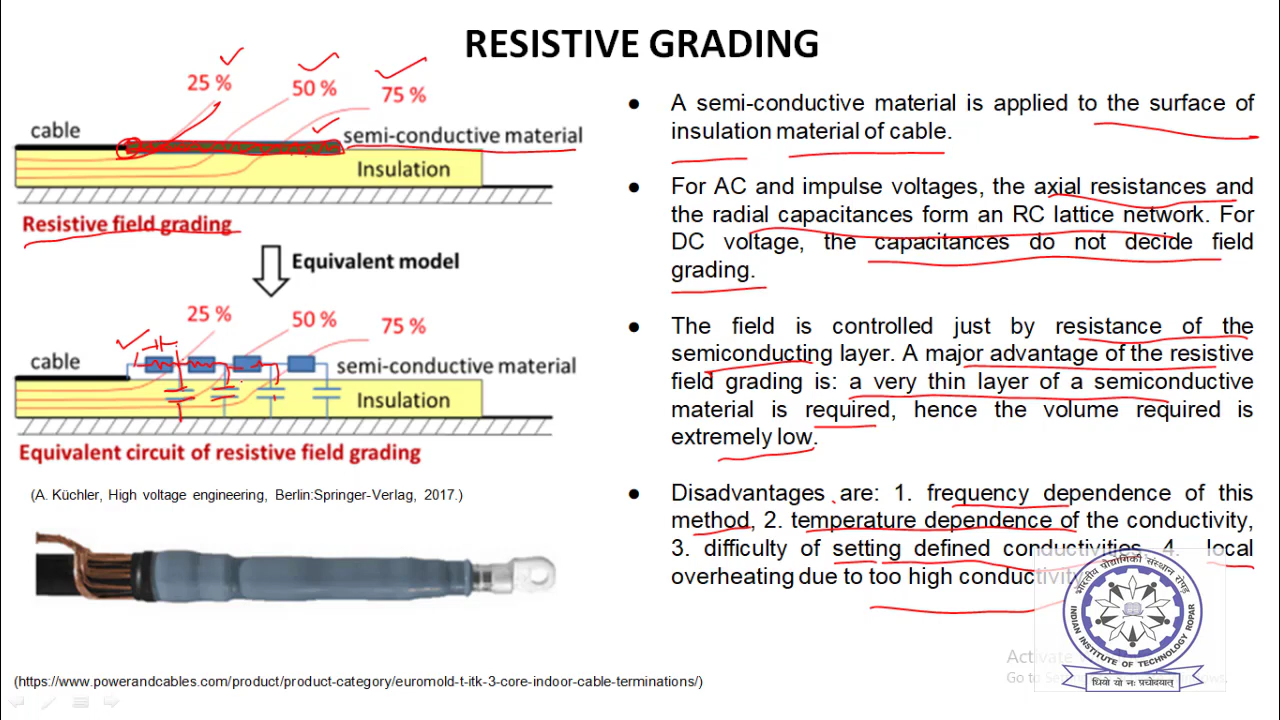 RESISTIVE GRADING
25 %
50 %
75 %
cable
semi-conductive material
Insulation
Resistive field grading
Equivalent model
25 %
50 %
75 %
cable
semi-conductive material
Insulation
Equivalent circuit of resistive field grading
(A. Küchler, High voltage engineering, Berlin:Springer-Verlag, 2017.)
(https://www.powerandcables.com/product/product-category/euromold-t-itk-3-core-indoor-cable-terminations/)
● A semi-conductive material is applied to the surface of
insulation material of cable.
● For AC and impulse voltages, the axial resistances and
the radial capacitances form an RC lattice network. For
DC voltage, the capacitances do not decide field
grading.
● The field is controlled just by resistance of the
semiconducting layer. A major advantage of the resistive
field grading is: a very thin layer of a semiconductive
material is required, hence the volume required is
extremely low.
● Disadvantages are: 1. frequency dependence of this
method, 2. temperature dependence of the conductivity,
3. difficulty of setting defined conductivities, 4. local
overheating due to too high conductivity
भारतीय प्रौद्योगिकी संस्थान रोपड़
INDIAN INSTITUTE OF TECHNOLOGY ROPAR
धियो यो नः प्रचोदयात्
Activate
Go to